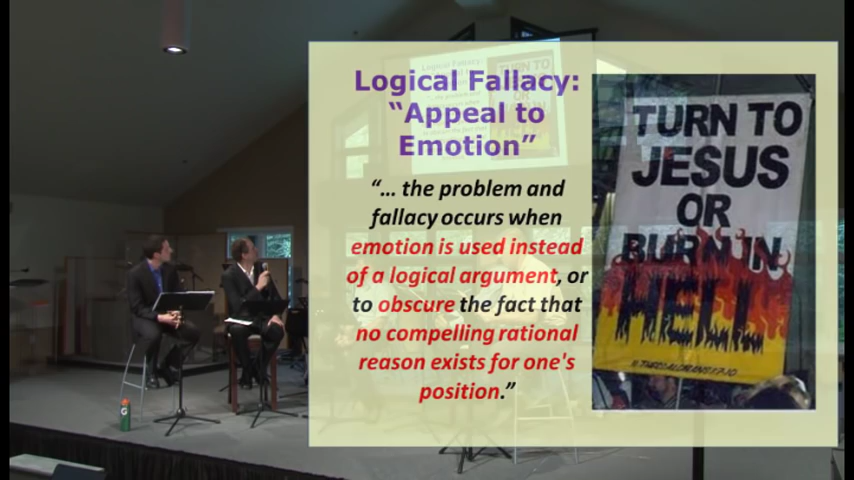 Logical Fallacy:
“Appeal to
Emotion”
“... the problem and
fallacy occurs when
emotion is used instead
of a logical argument, or
to obscure the fact that
no compelling rational
reason exists for one's
position.”
TURN TO
JESUS
OR
BURN IN
HELL